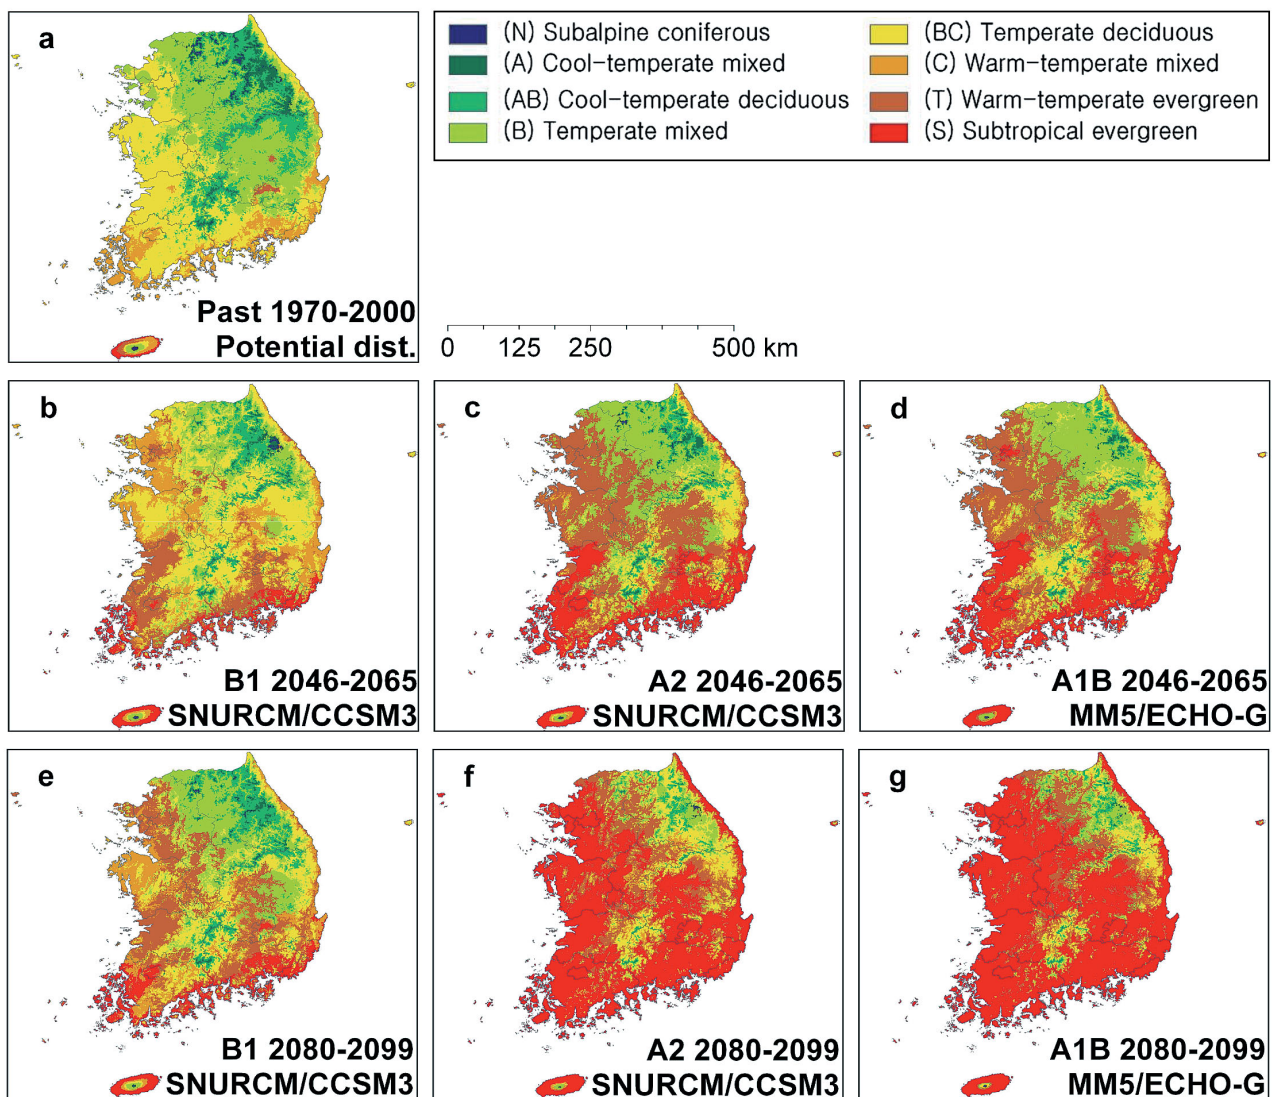 a
Past 1970-2000
Potential dist.
(N) Subalpine coniferous
(A) Cool-temperate mixed
(AB) Cool-temperate deciduous
(B) Temperate mixed
(BC) Temperate deciduous
(C) Warm-temperate mixed
(T) Warm-temperate evergreen
(S) Subtropical evergreen
0 125 250 500 km
b
B1 2046-2065
SNURCM/CCSM3
c
A2 2046-2065
SNURCM/CCSM3
d
A1B 2046-2065
MM5/ECHO-G
e
B1 2080-2099
SNURCM/CCSM3
f
A2 2080-2099
SNURCM/CCSM3
g
A1B 2080-2099
MM5/ECHO-G